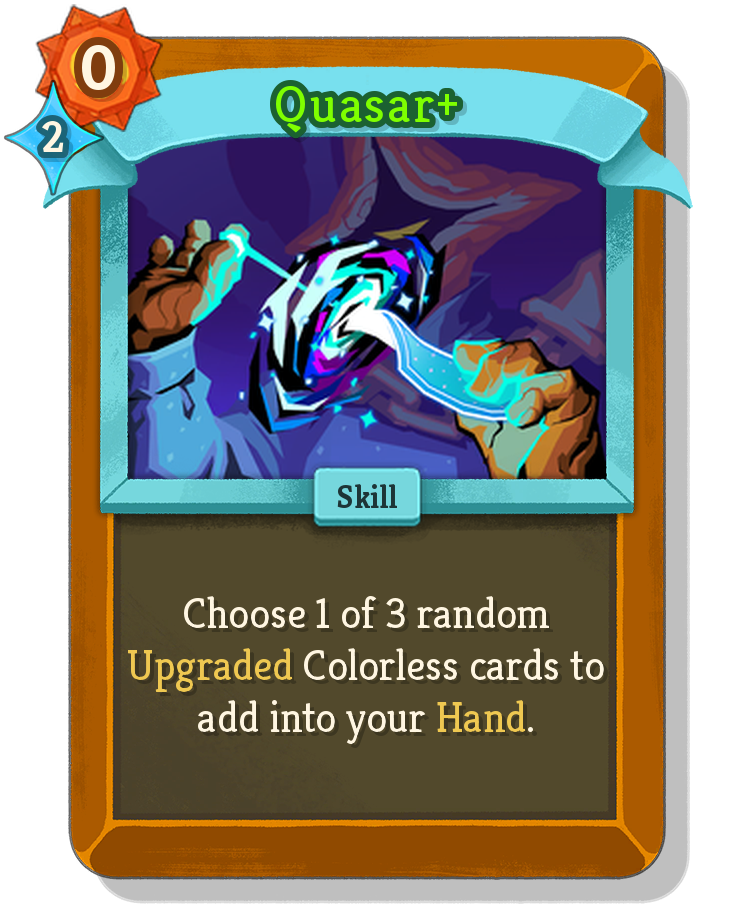 0
Quasar+
2
Skill
Choose 1 of 3 random
Upgraded Colorless cards to
add into your Hand.